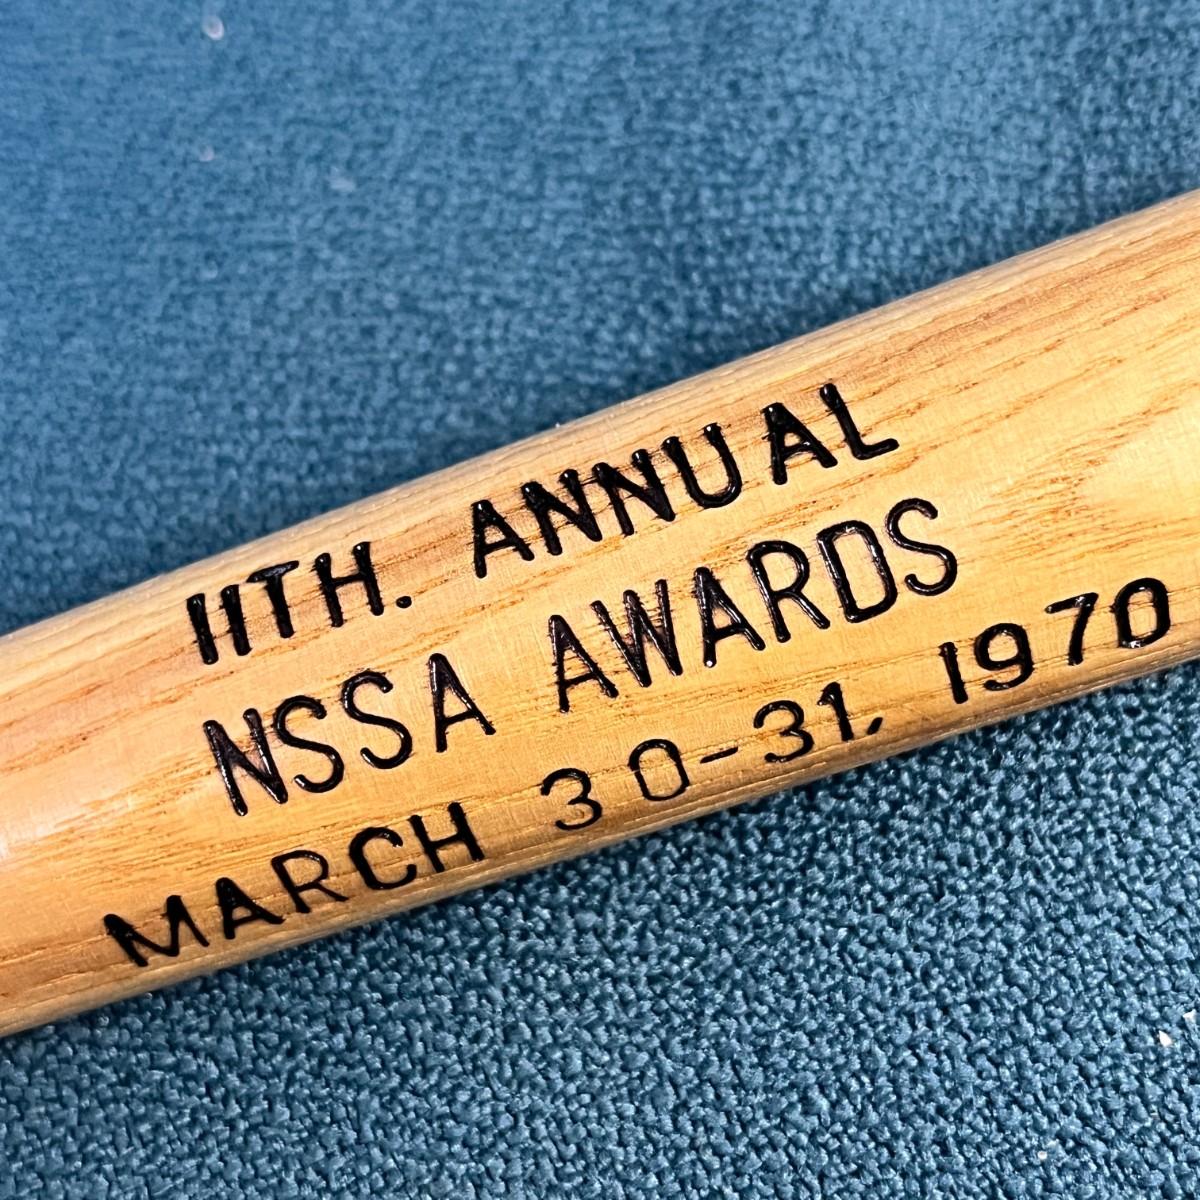 11TH. ANNUAL
NSSA AWARDS
MARCH 30-31, 1970